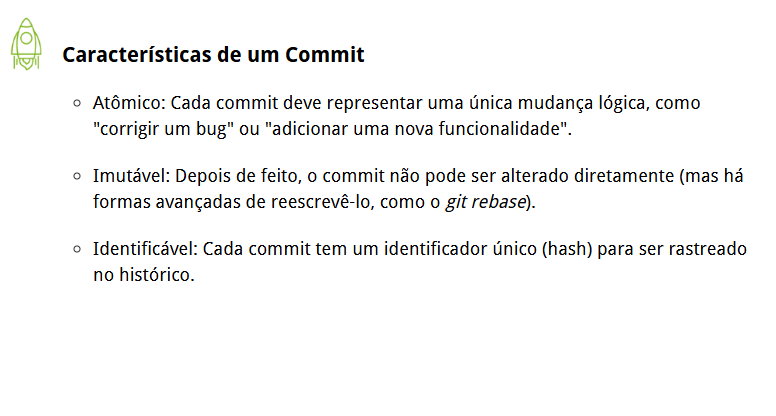 Características de um Commit
Atômico: Cada commit deve representar uma única mudança lógica, como
"corrigir um bug" ou "adicionar uma nova funcionalidade".
Imutável: Depois de feito, o commit não pode ser alterado diretamente (mas há
formas avançadas de reescrevê-lo, como o git rebase).
Identificável: Cada commit tem um identificador único (hash) para ser rastreado
no histórico.